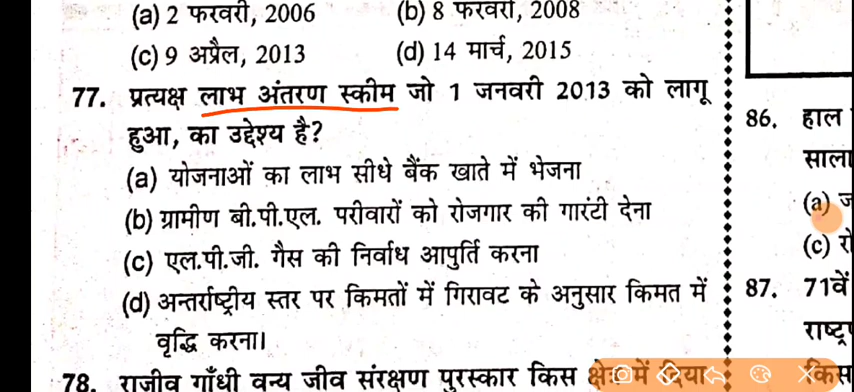 (a) 2 फरवरी, 2006
(b) 8 फरवरी, 2008
(c) 9 अप्रैल, 2013
(d) 14 मार्च, 2015
77. प्रत्यक्ष लाभ अंतरण स्कीम जो 1 जनवरी 2013 को लागू
हुआ, का उद्देश्य है?
(a) योजनाओं का लाभ सीधे बैंक खाते में भेजना
(b) ग्रामीण बी.पी.एल. परीवारों को रोजगार की गारंटी देना
(c) एल.पी.जी. गैस की निर्वाध आपुर्ति करना
(d) अन्तर्राष्ट्रीय स्तर पर किमतों में गिरावट के अनुसार किमत में
वृद्धि करना।
78. राजीव गाँधी वन्य जीव संरक्षण पुरस्कार किस क्षेत्र में दिया
86. हाल
साला
(a)
(c)
87. 71वें